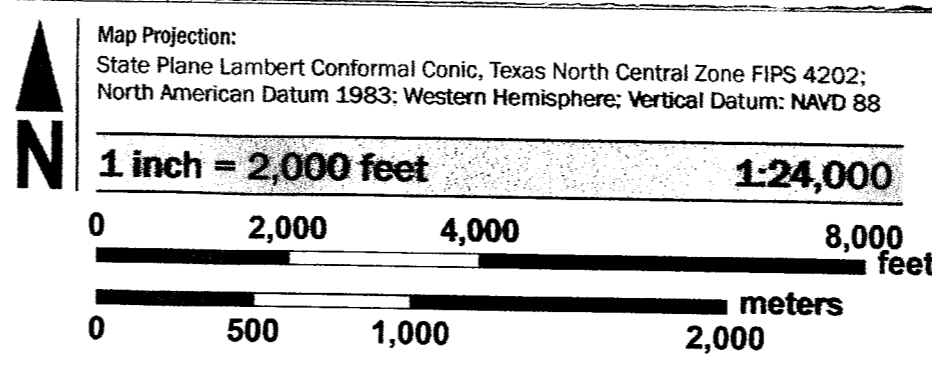 Map Projection:
State Plane Lambert Conformal Conic, Texas North Central Zone FIPS 4202;
North American Datum 1983; Western Hemisphere; Vertical Datum: NAVD 88
N
1 inch = 2,000 feet 1:24,000
0 2,000 4,000 8,000
feet
meters
0 500 1,000 2,000